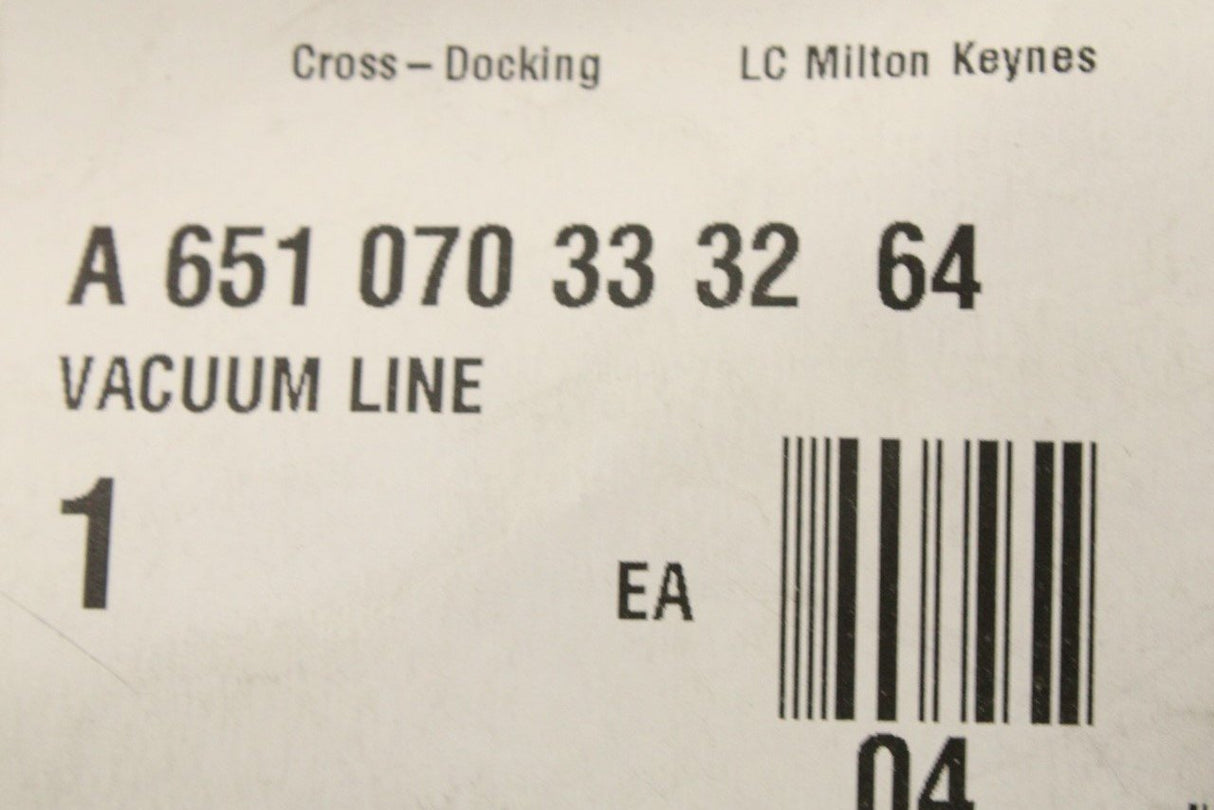 Cross-Docking LC Milton Keynes
A 651 070 33 32 64
VACUUM LINE
1
EA
04